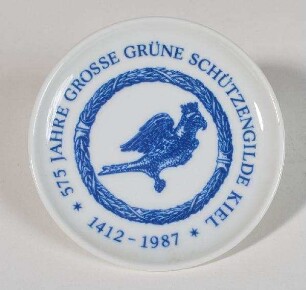 * 575 JAHRE GROSSE GRÜNE SCHÜTZENGILDE KIEL *
1412-1987